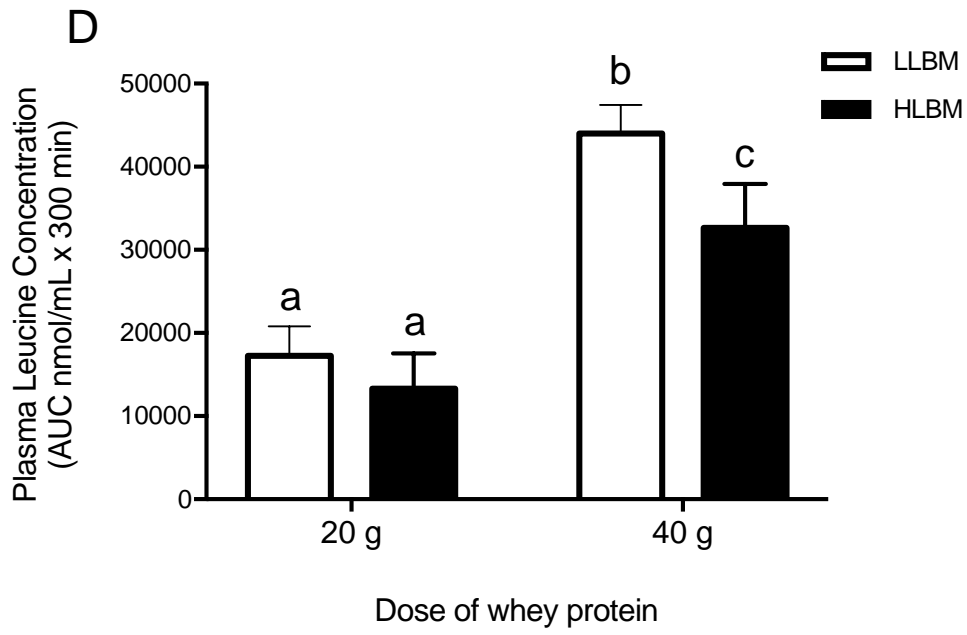 D
LLBM
HLBM
Plasma Leucine Concentration
(AUC nmol/mL x 300 min)
50000
40000
30000
20000
10000
0
a
a
b
c
20 g
40 g
Dose of whey protein